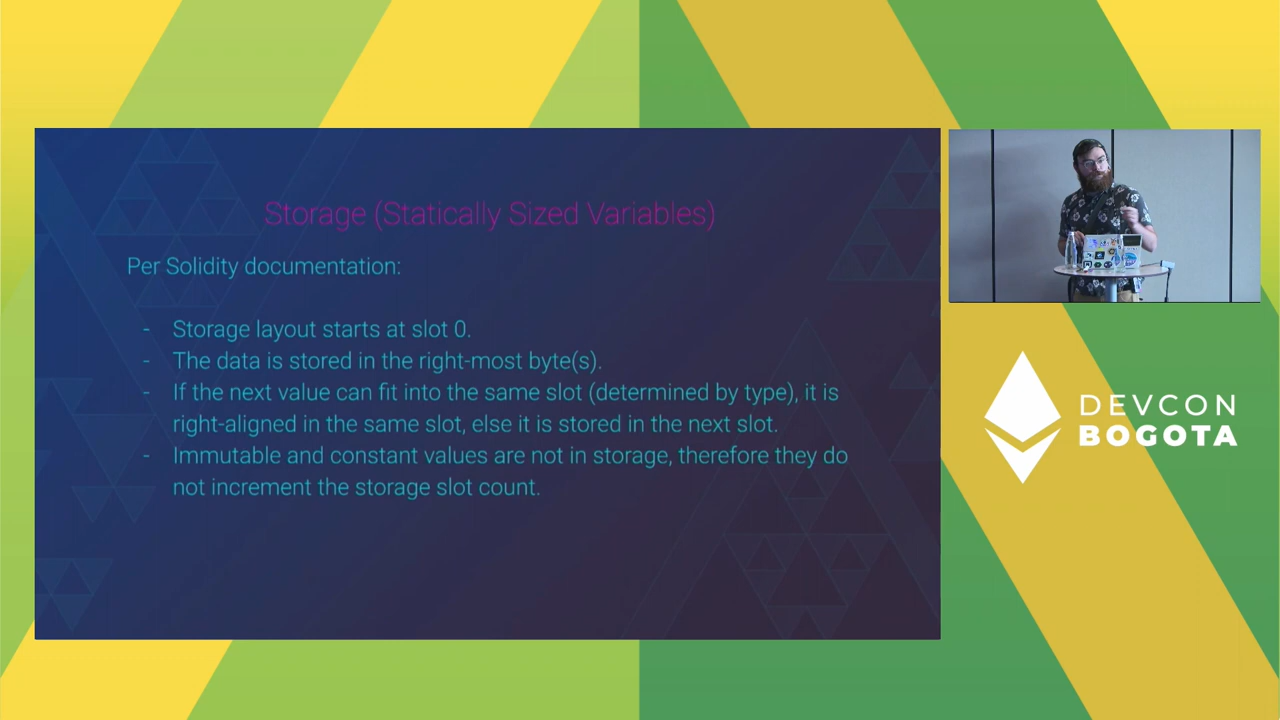 Storage (Statically Sized Variables)
Per Solidity documentation:
- Storage layout starts at slot 0.
- The data is stored in the right-most byte(s).
- If the next value can fit into the same slot (determined by type), it is
right-aligned in the same slot, else it is stored in the next slot.
- Immutable and constant values are not in storage, therefore they do
not increment the storage slot count.
DEVCON
BOGOTA